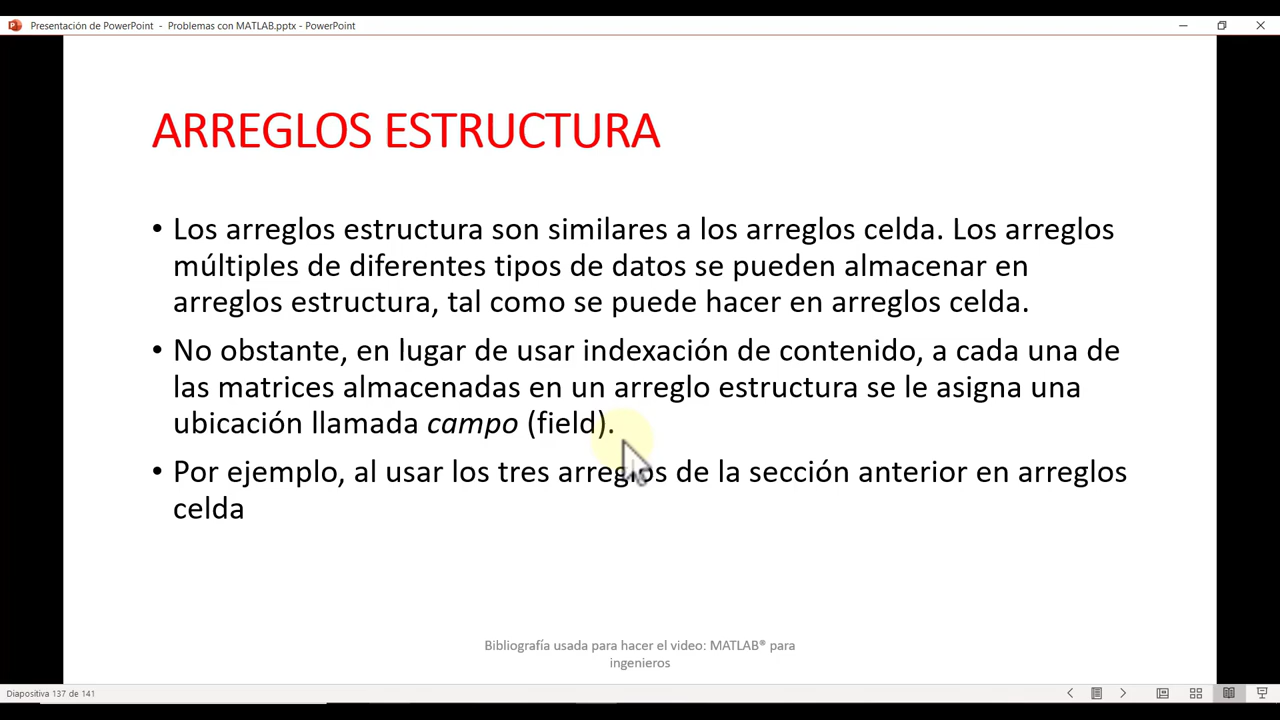 Presentación de PowerPoint - Problemas con MATLAB.pptx - PowerPoint
ARREGLOS ESTRUCTURA
• Los arreglos estructura son similares a los arreglos celda. Los arreglos
múltiples de diferentes tipos de datos se pueden almacenar en
arreglos estructura, tal como se puede hacer en arreglos celda.
• No obstante, en lugar de usar indexación de contenido, a cada una de
las matrices almacenadas en un arreglo estructura se le asigna una
ubicación llamada campo (field).
• Por ejemplo, al usar los tres arreglos de la sección anterior en arreglos
celda
Bibliografía usada para hacer el video: MATLAB® para
ingenieros
Diapositiva 137 de 141